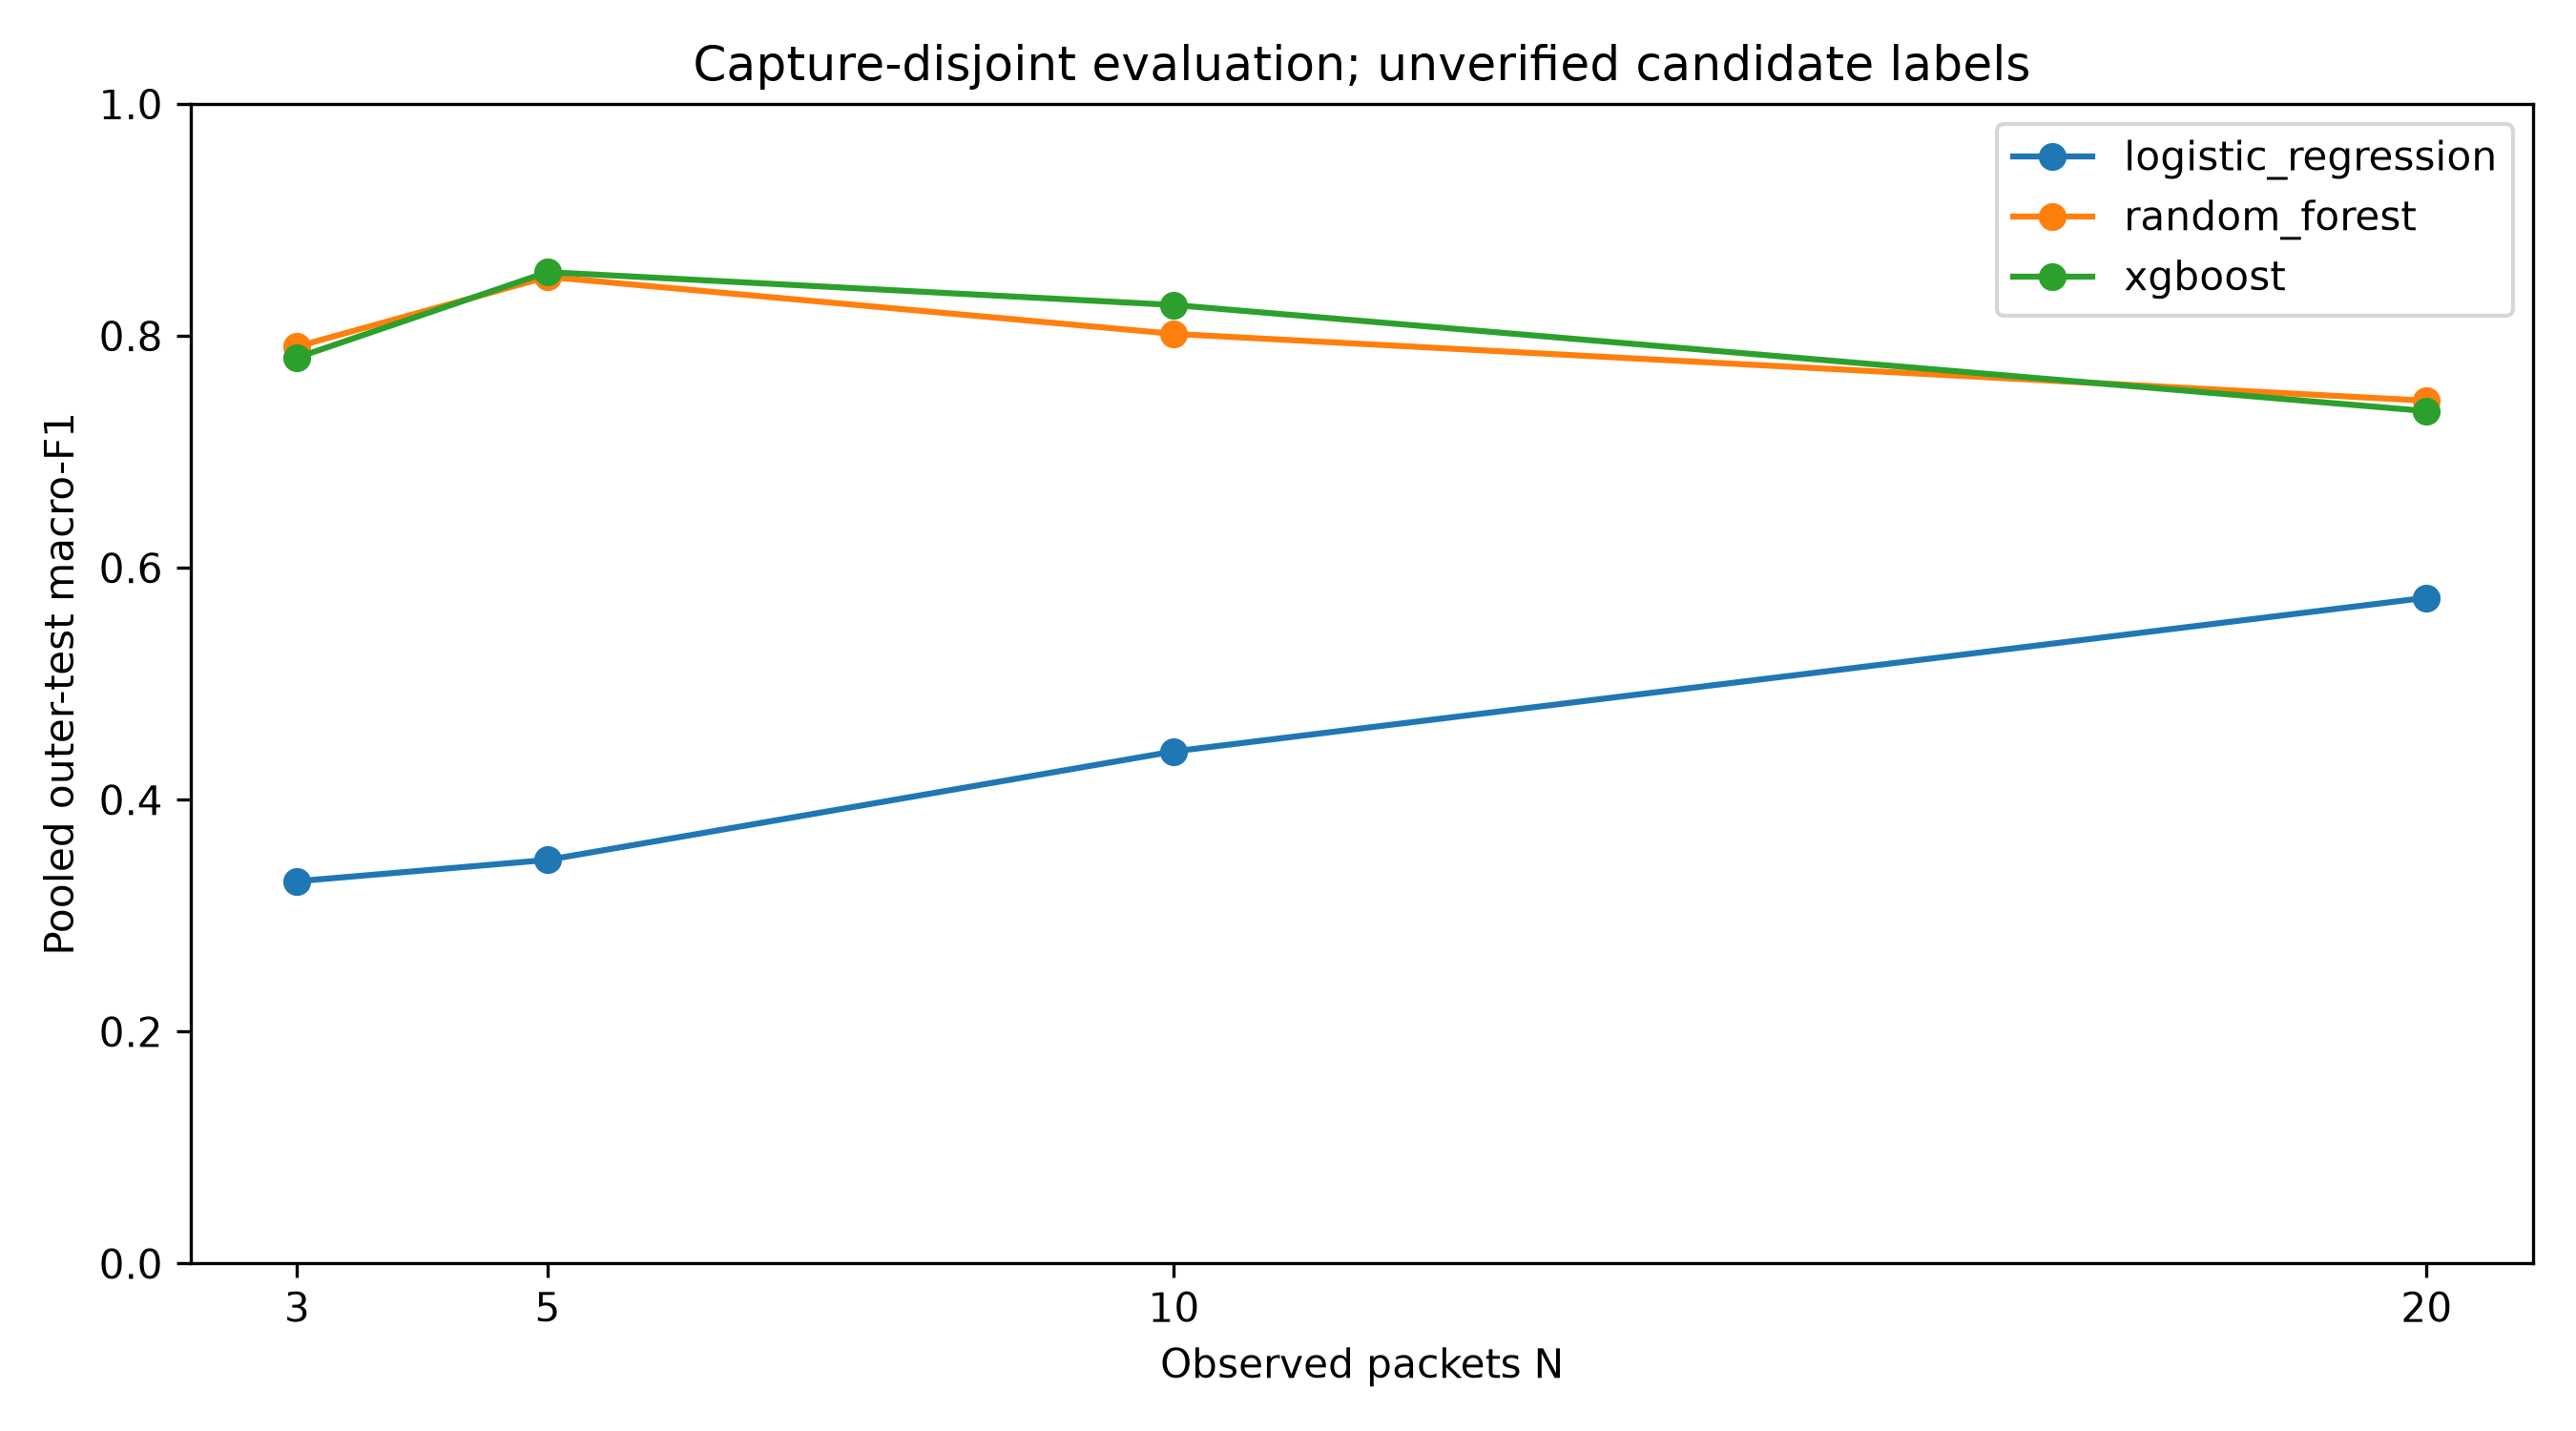 Capture-disjoint evaluation; unverified candidate labels
1.0
0.8
0.6
0.4
0.2
0.0
Pooled outer-test macro-F1
logistic_regression
random_forest
xgboost
3
5
10
20
Observed packets N